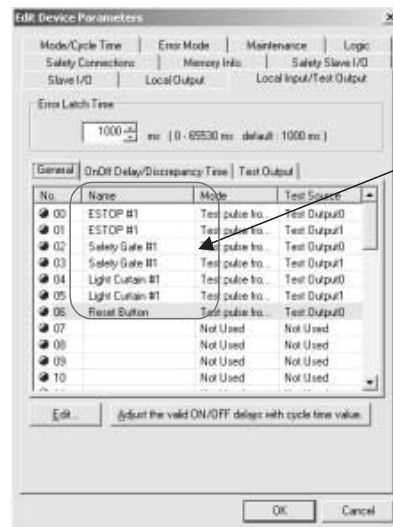 Edit Device Parameters
Mode/Cycle Time Error Mode Maintenance Logic
Safety Connections Memory Info Safety Slave I/O
Slave I/O Local Output Local Input/Test Output
Error Latch Time
1000 ms ( 0 - 65530 ms default : 1000 ms )
General On/Off Delay/Discrepancy Time Test Output
No. Name Mode Test Source
00 ESTOP #1 Test pulse fro... Test Output0
01 ESTOP #1 Test pulse fro... Test Output1
02 Safety Gate #1 Test pulse fro... Test Output0
03 Safety Gate #1 Test pulse fro... Test Output1
04 Light Curtain #1 Test pulse fro... Test Output0
05 Light Curtain #1 Test pulse fro... Test Output1
06 Reset Button Test pulse fro... Test Output0
07 Not Used Not Used
08 Not Used Not Used
09 Not Used Not Used
10 Not Used Not Used
Edit... Adjust the valid ON/OFF delays with cycle time value.
OK Cancel